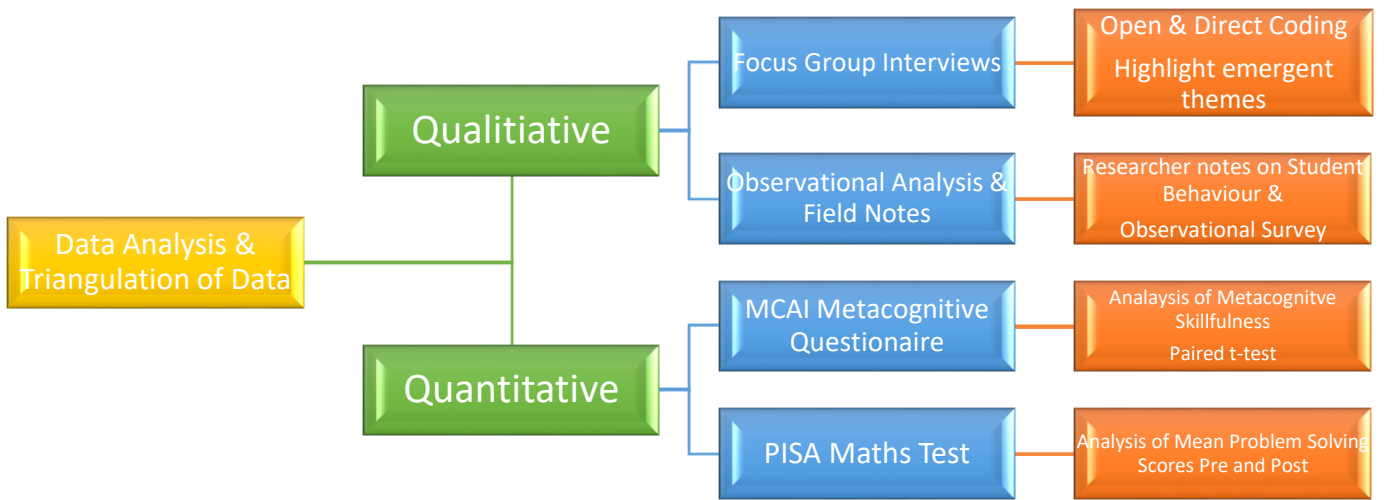 Data Analysis &
Triangulation of Data
Qualitiative
Focus Group Interviews
Open & Direct Coding
Highlight emergent
themes
Observational Analysis &
Field Notes
Researcher notes on Student
Behaviour &
Observational Survey
Quantitative
MCAI Metacognitive
Questionaire
Analaysis of Metacognitve
Skillfulness
Paired t-test
PISA Maths Test
Analysis of Mean Problem Solving
Scores Pre and Post